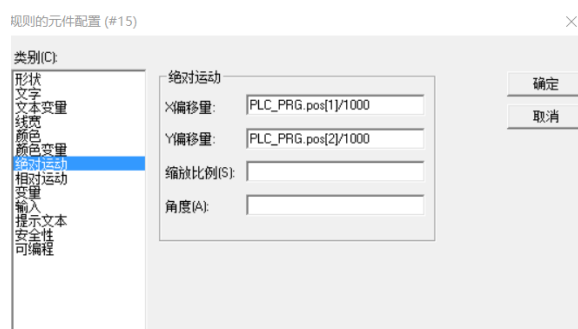 规则的元件配置 (#15)
类别(C):
形状
文字
文本变量
线宽
颜色
颜色变量
绝对运动
相对运动
变量
输入
提示文本
安全性
可编程
绝对运动
X偏移量:
PLC_PRG.pos[1]/1000
Y偏移量:
PLC_PRG.pos[2]/1000
缩放比例(S):
角度(A):
确定
取消